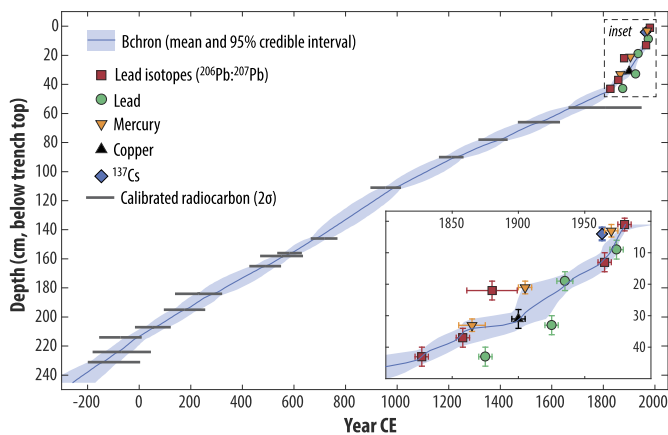 0
20
40
60
80
100
120
140
160
180
200
220
240
Depth (cm, below trench top)
Bchron (mean and 95% credible interval)
Lead isotopes (²⁰⁶Pb:²⁰⁷Pb)
Lead
Mercury
Copper
¹³⁷Cs
Calibrated radiocarbon (2σ)
inset
1850 1900 1950
10
20
30
40
-200 0 200 400 600 800 1000 1200 1400 1600 1800 2000
Year CE